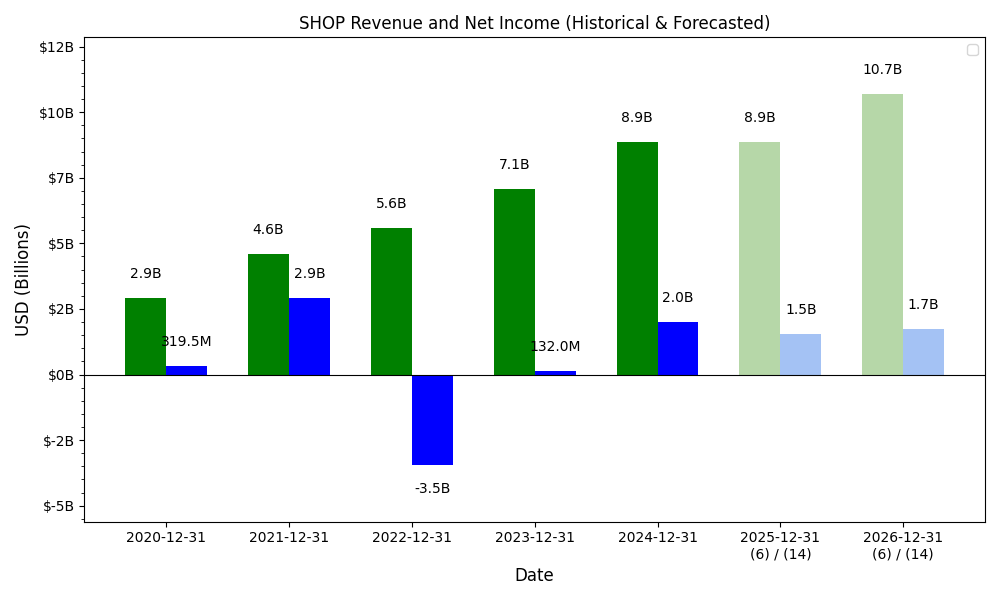 SHOP Revenue and Net Income (Historical & Forecasted)
USD (Billions)
$12B
$10B
$7B
$5B
$2B
$0B
$-2B
$-5B
2.9B
319.5M
4.6B
2.9B
5.6B
-3.5B
7.1B
132.0M
8.9B
2.0B
8.9B
1.5B
10.7B
1.7B
2020-12-31
2021-12-31
2022-12-31
2023-12-31
2024-12-31
2025-12-31
(6) / (14)
2026-12-31
(6) / (14)
Date